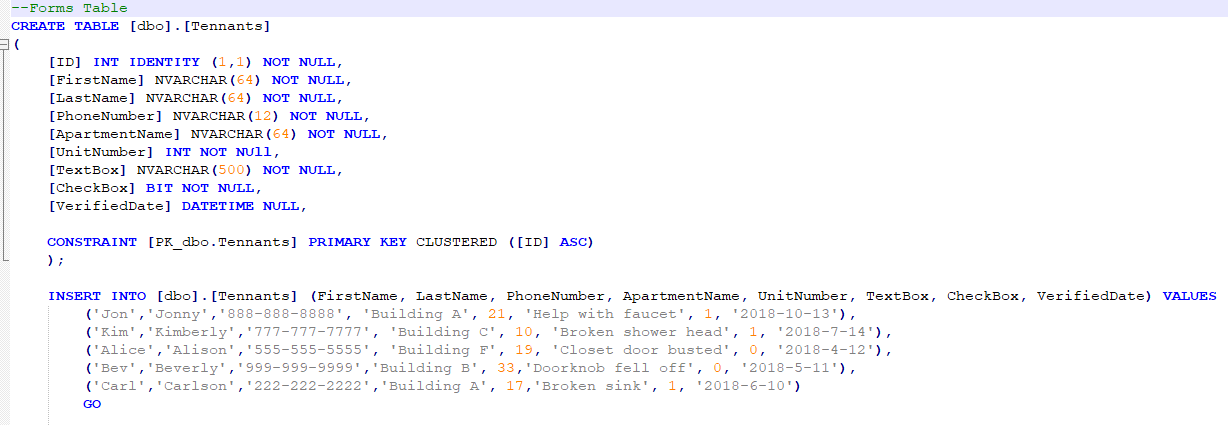 --Forms Table
CREATE TABLE [dbo].[Tennants]
(
[ID] INT IDENTITY (1,1) NOT NULL,
[FirstName] NVARCHAR(64) NOT NULL,
[LastName] NVARCHAR(64) NOT NULL,
[PhoneNumber] NVARCHAR(12) NOT NULL,
[ApartmentName] NVARCHAR(64) NOT NULL,
[UnitNumber] INT NOT NUll,
[TextBox] NVARCHAR(500) NOT NULL,
[CheckBox] BIT NOT NULL,
[VerifiedDate] DATETIME NULL,
CONSTRAINT [PK_dbo.Tennants] PRIMARY KEY CLUSTERED ([ID] ASC)
);
INSERT INTO [dbo].[Tennants] (FirstName, LastName, PhoneNumber, ApartmentName, UnitNumber, TextBox, CheckBox, VerifiedDate) VALUES
('Jon','Jonny','888-888-8888', 'Building A', 21, 'Help with faucet', 1, '2018-10-13'),
('Kim','Kimberly','777-777-7777', 'Building C', 10, 'Broken shower head', 1, '2018-7-14'),
('Alice','Alison','555-555-5555', 'Building F', 19, 'Closet door busted', 0, '2018-4-12'),
('Bev','Beverly','999-999-9999','Building B', 33,'Doorknob fell off', 0, '2018-5-11'),
('Carl','Carlson','222-222-2222','Building A', 17,'Broken sink', 1, '2018-6-10')
GO